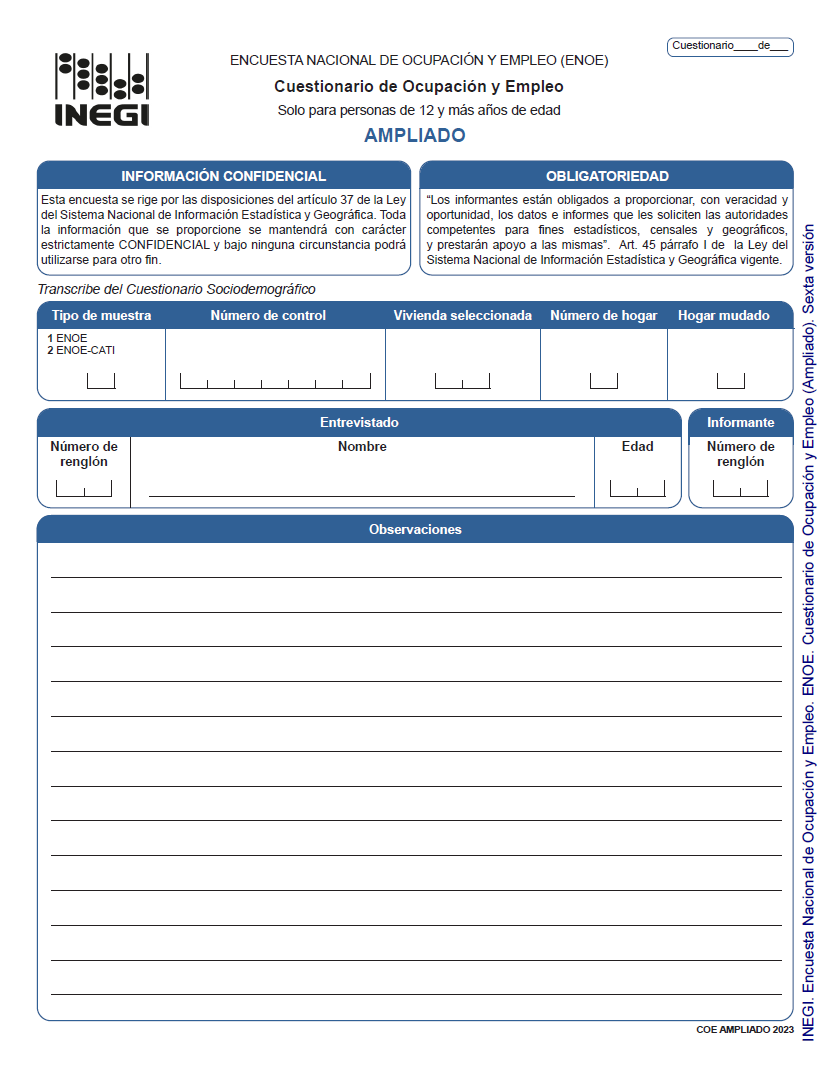 Cuestionario____de___
INEGI
ENCUESTA NACIONAL DE OCUPACIÓN Y EMPLEO (ENOE)
Cuestionario de Ocupación y Empleo
Solo para personas de 12 y más años de edad
AMPLIADO
INFORMACIÓN CONFIDENCIAL
Esta encuesta se rige por las disposiciones del artículo 37 de la Ley
del Sistema Nacional de Información Estadística y Geográfica. Toda
la información que se proporcione se mantendrá con carácter
estrictamente CONFIDENCIAL y bajo ninguna circunstancia podrá
utilizarse para otro fin.
OBLIGATORIEDAD
“Los informantes están obligados a proporcionar, con veracidad y
oportunidad, los datos e informes que les soliciten las autoridades
competentes para fines estadísticos, censales y geográficos,
y prestarán apoyo a las mismas”. Art. 45 párrafo I de la Ley del
Sistema Nacional de Información Estadística y Geográfica vigente.
Transcribe del Cuestionario Sociodemográfico
Tipo de muestra
1 ENOE
2 ENOE-CATI
Número de control
Vivienda seleccionada
Número de hogar
Hogar mudado
Entrevistado
Número de
renglón
Nombre
Edad
Informante
Número de
renglón
Observaciones
COE AMPLIADO 2023
INEGI. Encuesta Nacional de Ocupación y Empleo. ENOE. Cuestionario de Ocupación y Empleo (Ampliado). Sexta versión